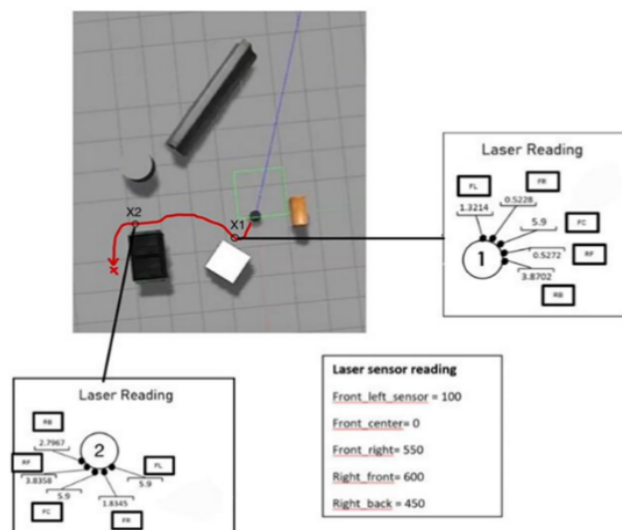 X2
X1
Laser Reading
FL
FR
1.3214
0.5228
FC
5.9
1
RF
0.5272
3.8702
RB
Laser Reading
RB
2.7967
2
RF
FL
3.8358
5.9
5.9
1.8345
FC
FR
Laser sensor reading
Front_left_sensor = 100
Front_center= 0
Front_right= 550
Right_front= 600
Right_back= 450